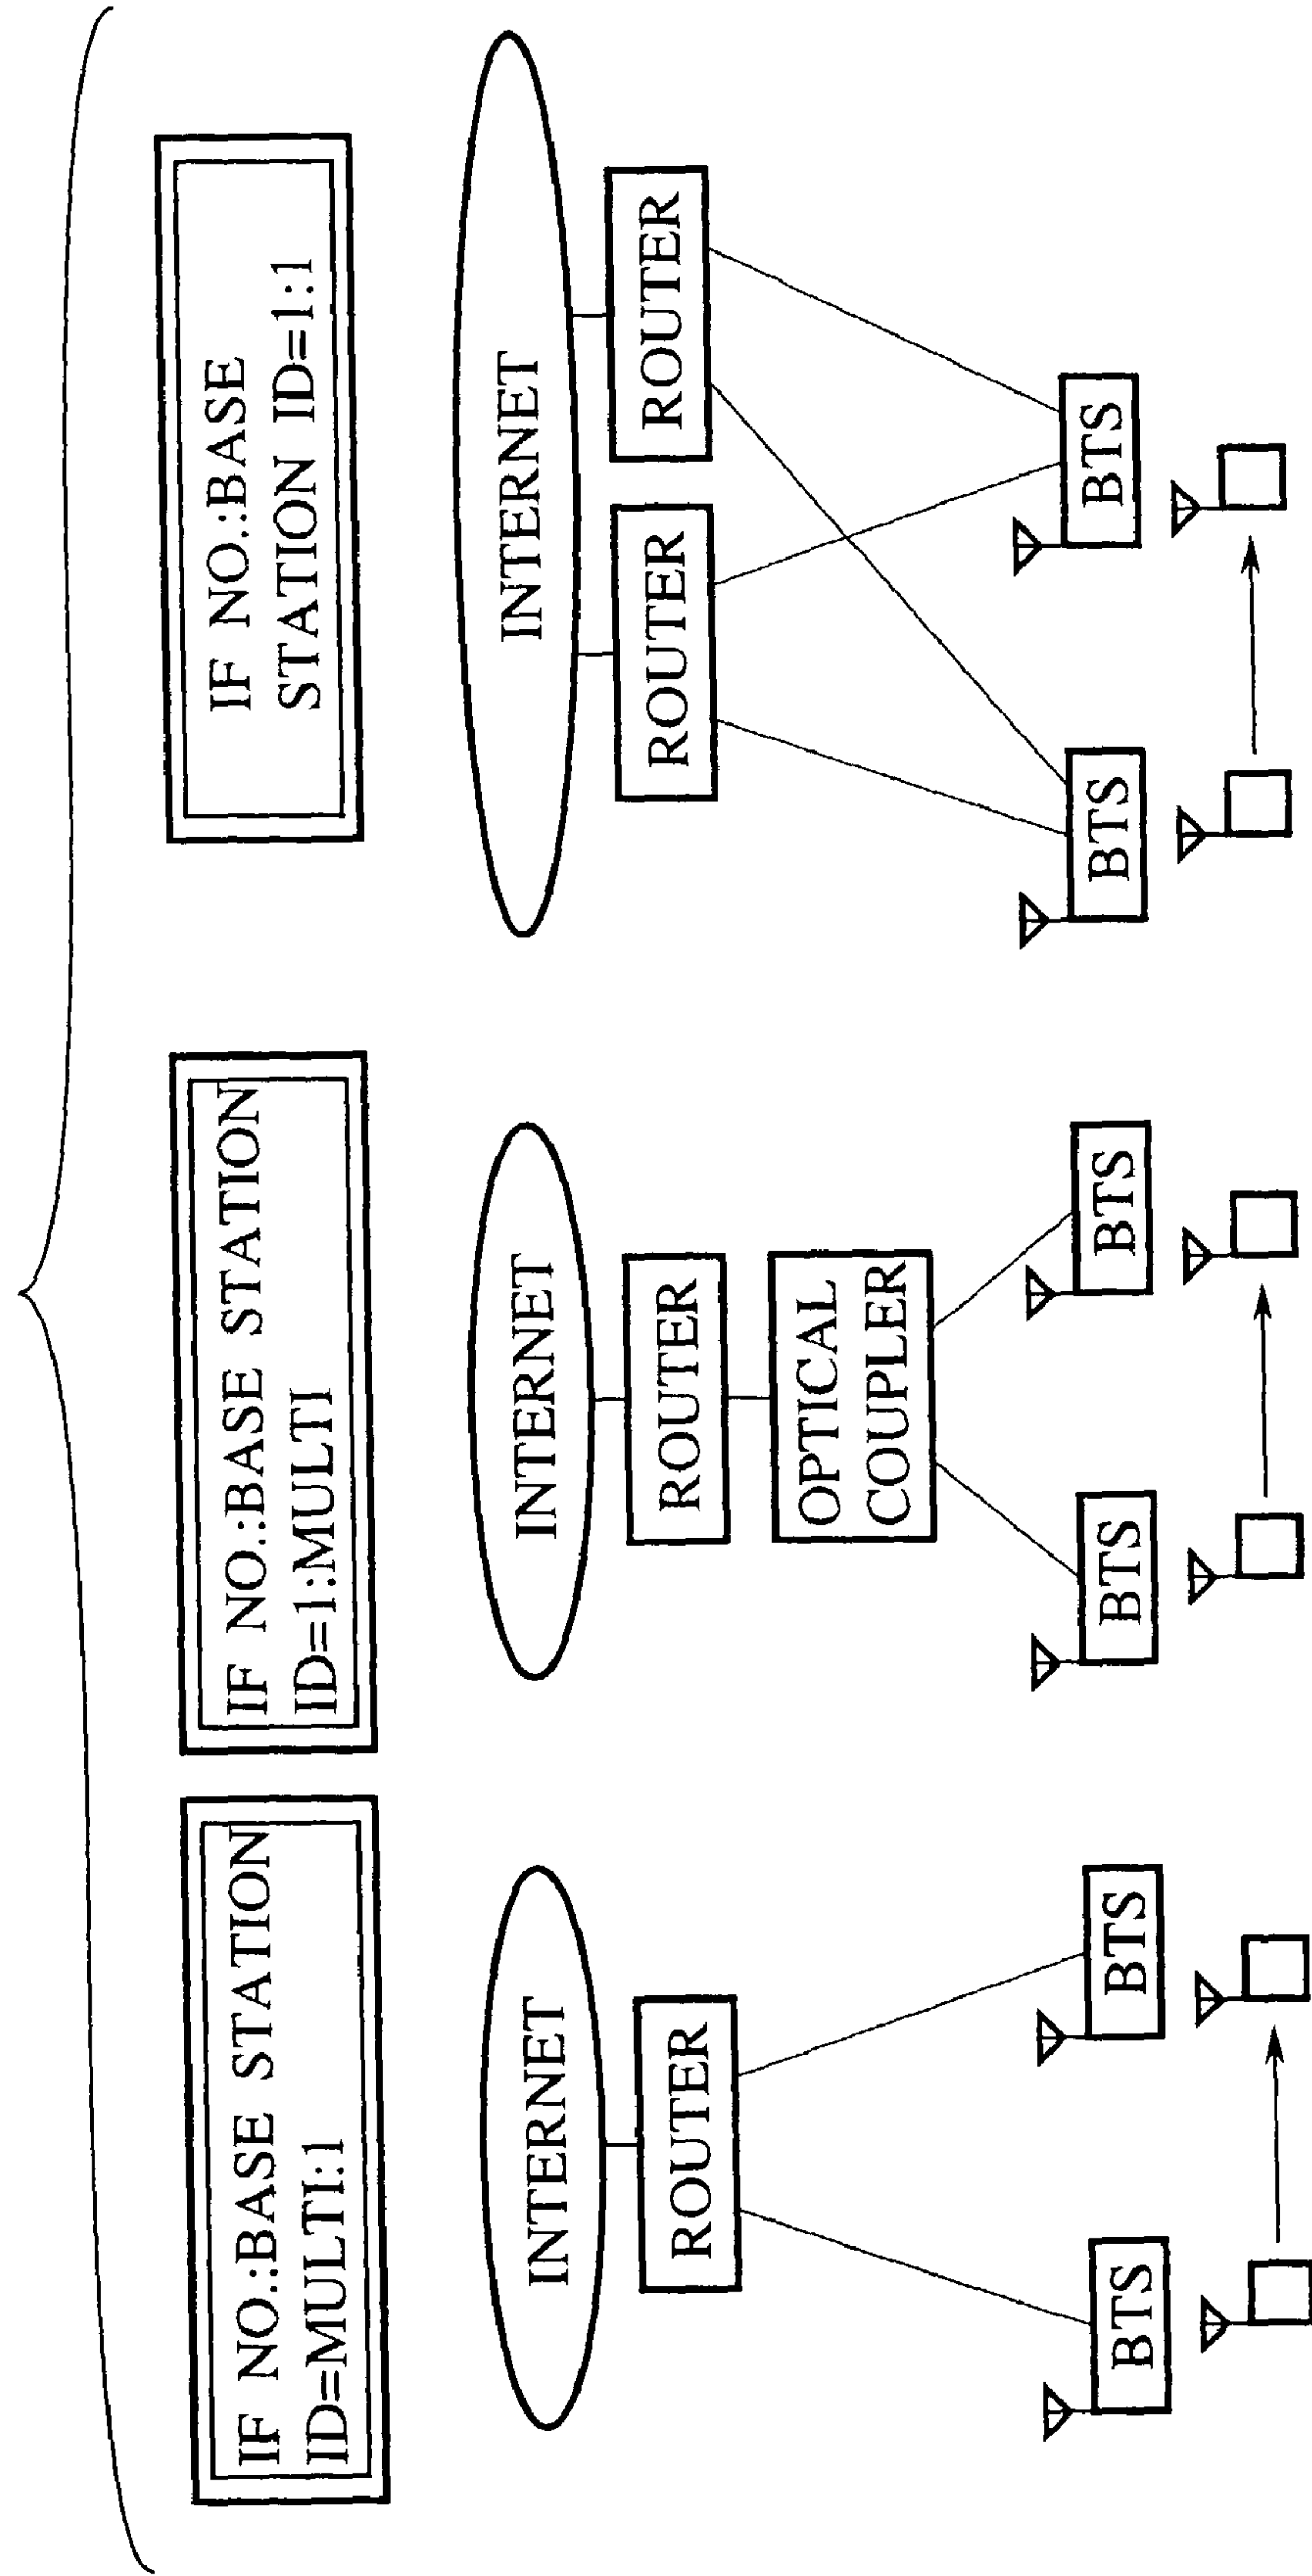 IF NO.:BASE STATION
ID=MULTI:1
INTERNET
ROUTER
BTS
BTS
IF NO.:BASE STATION
ID=1:MULTI
INTERNET
ROUTER
OPTICAL
COUPLER
BTS
BTS
IF NO.:BASE
STATION ID=1:1
INTERNET
ROUTER
ROUTER
BTS
BTS